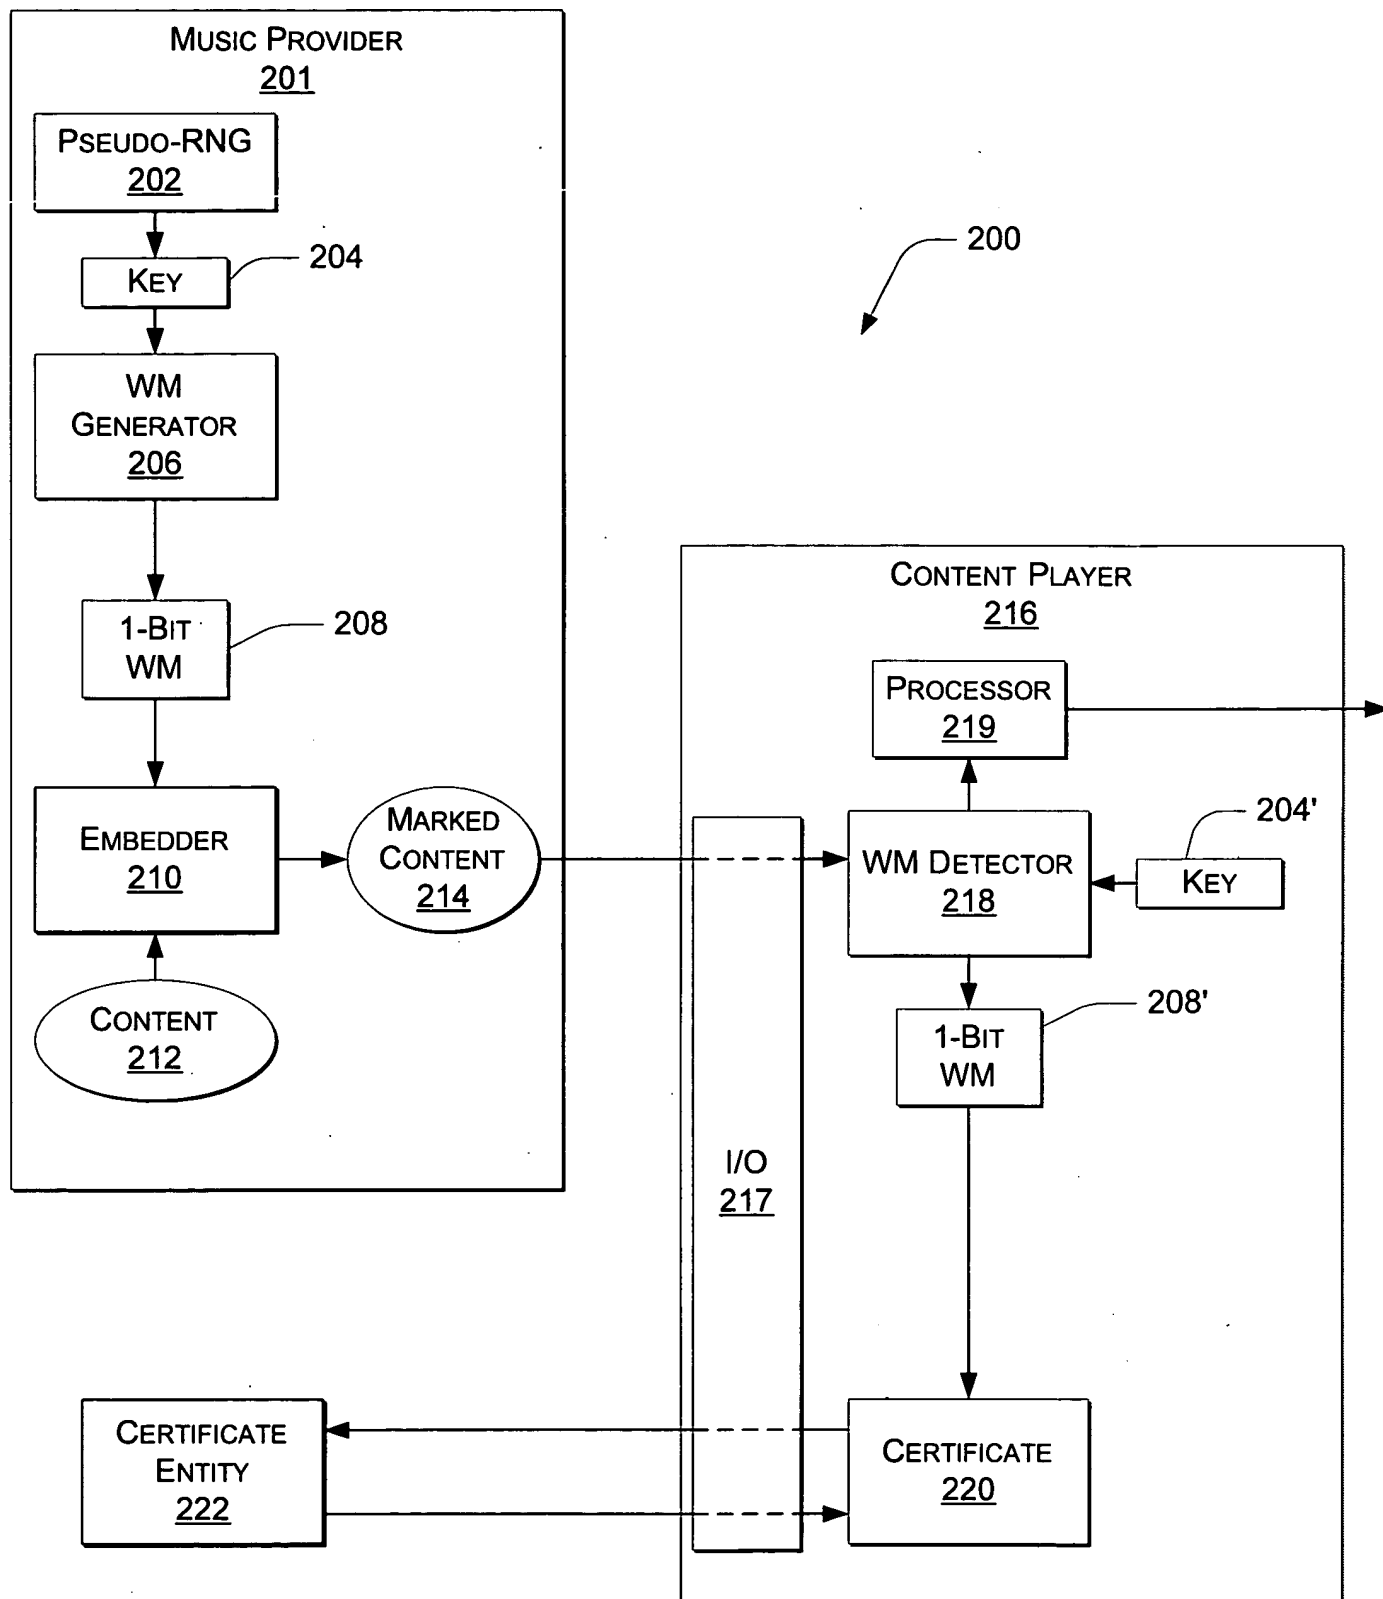 MUSIC PROVIDER
201
PSEUDO-RNG
202
KEY
204
WM
GENERATOR
206
1-BIT
WM
208
EMBEDDER
210
MARKED
CONTENT
214
CONTENT
212
200
CONTENT PLAYER
216
PROCESSOR
219
WM DETECTOR
218
204'
KEY
208'
1-BIT
WM
I/O
217
CERTIFICATE
ENTITY
222
CERTIFICATE
220